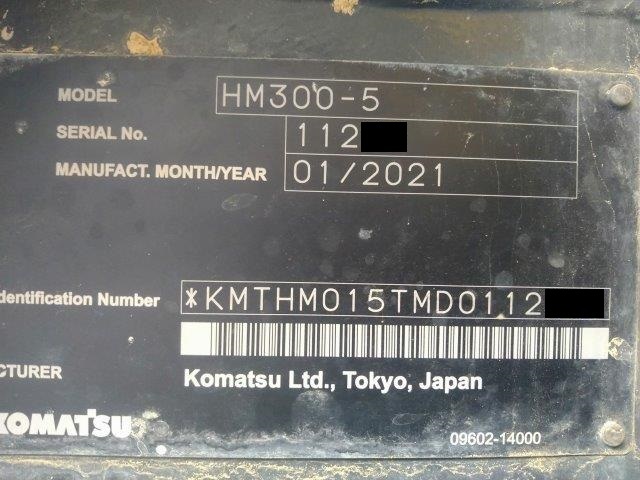 MODEL HM300-5
SERIAL No. 112
MANUFACT. MONTH/YEAR 01/2021
dentification Number *KMTHM015TMD0112
CTURER Komatsu Ltd., Tokyo, Japan
KOMATSU
09602-14000